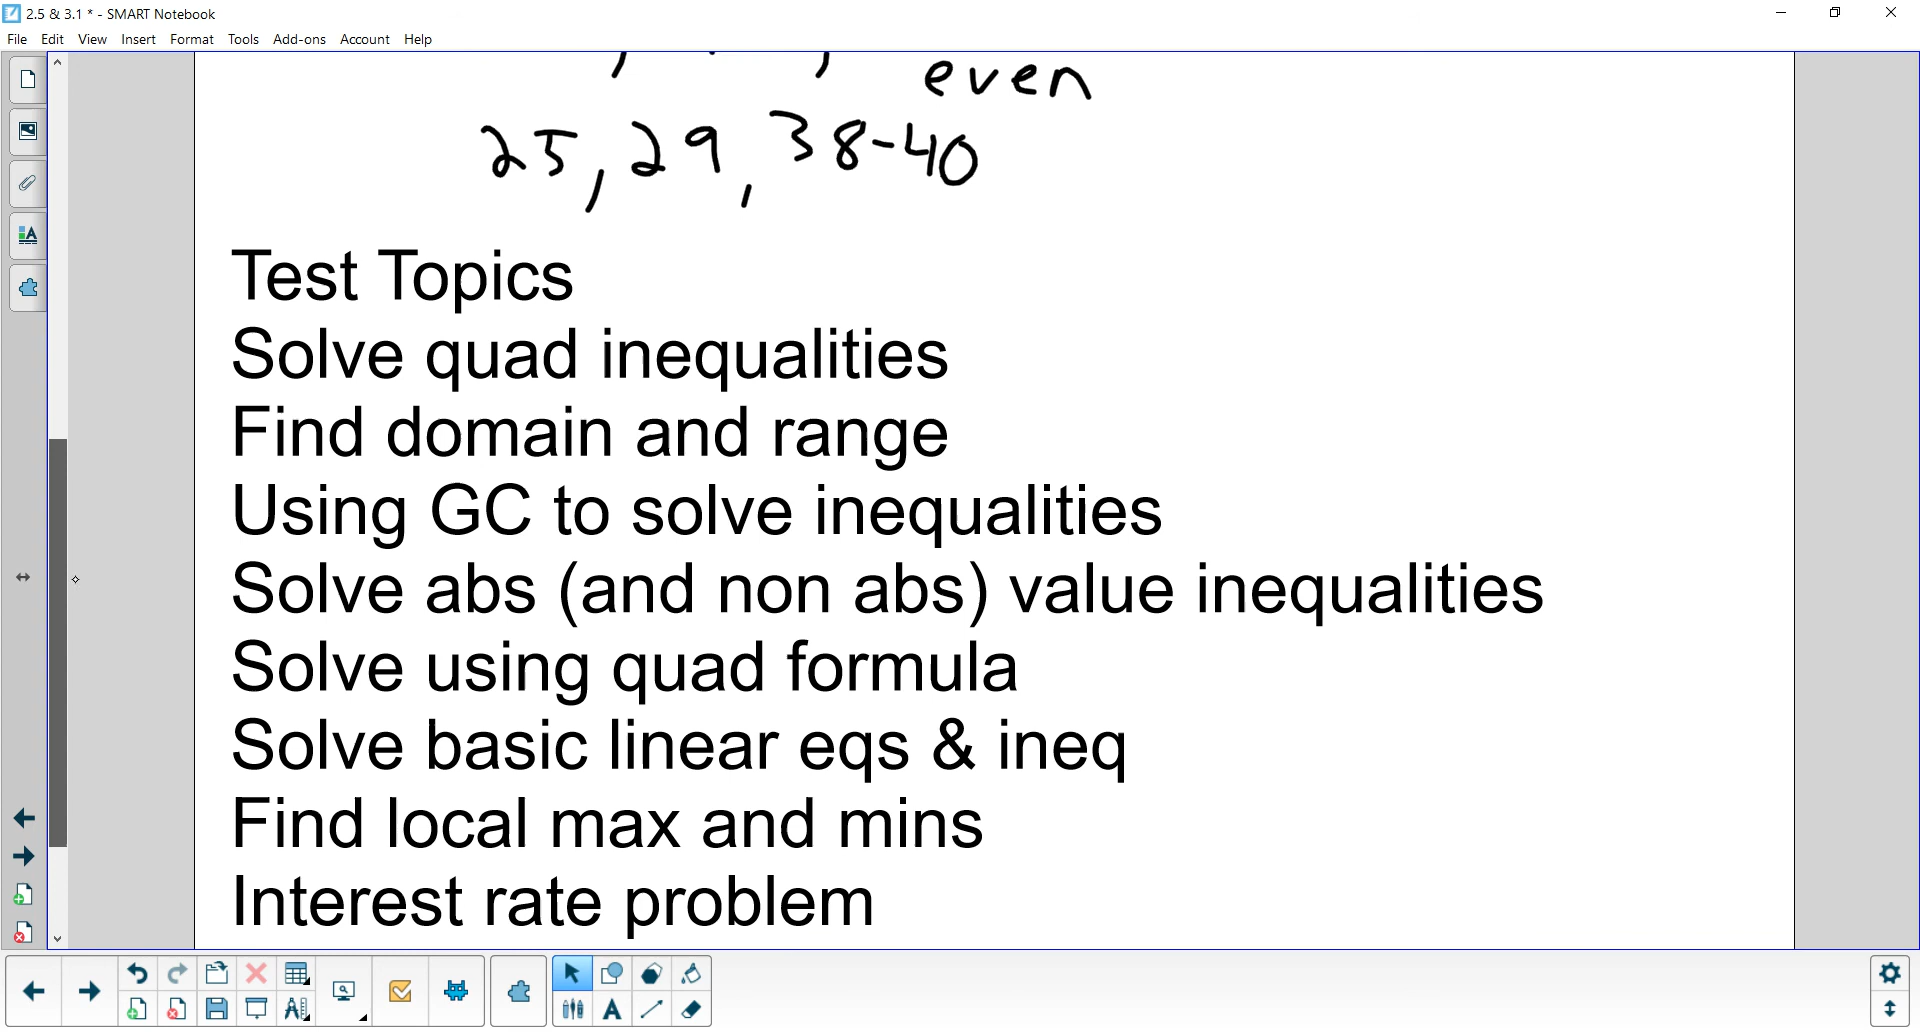 2.5 & 3.1 * - SMART Notebook
File Edit View Insert Format Tools Add-ons Account Help
even
25, 29, 38-40
Test Topics
Solve quad inequalities
Find domain and range
Using GC to solve inequalities
Solve abs (and non abs) value inequalities
Solve using quad formula
Solve basic linear eqs & ineq
Find local max and mins
Interest rate problem